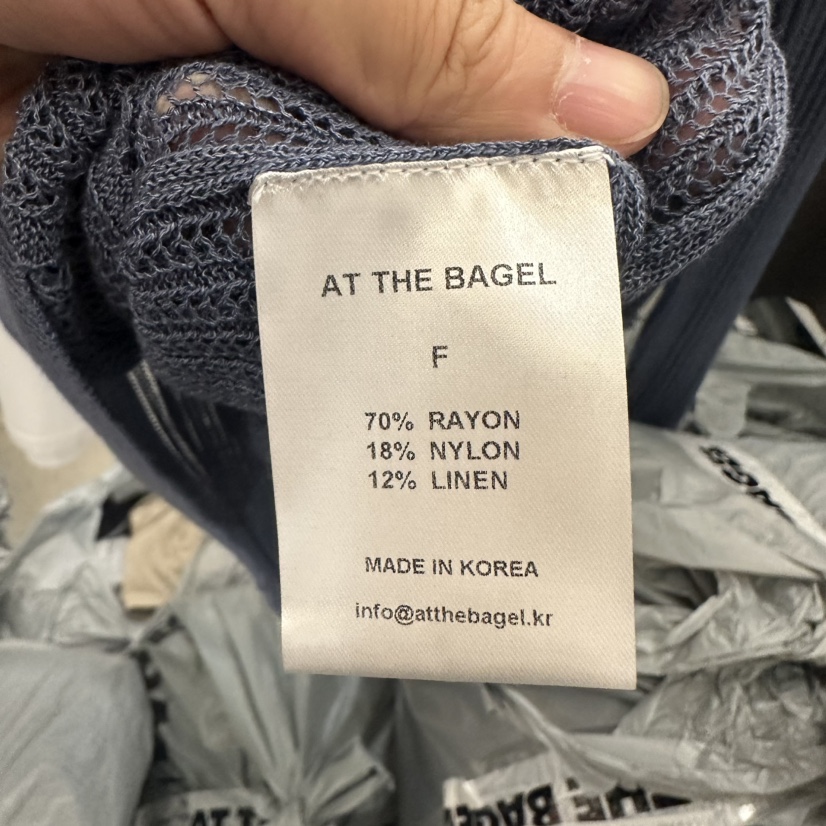 AT THE BAGEL
F
70% RAYON
18% NYLON
12% LINEN
MADE IN KOREA
info@atthebagel.kr